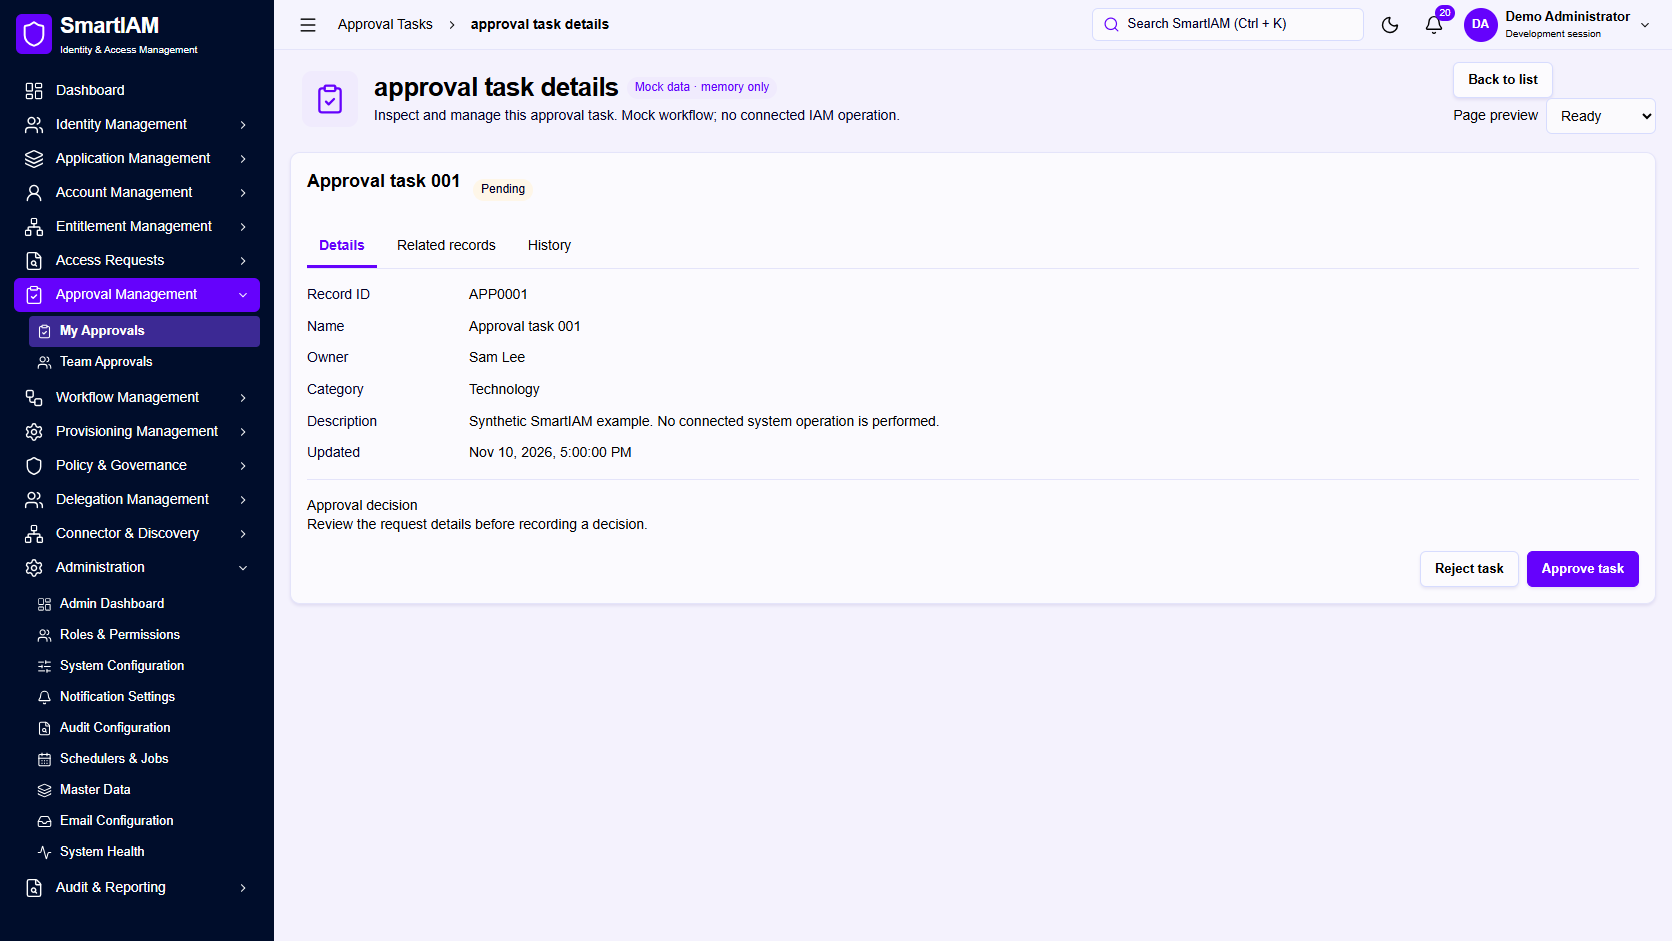 SmartIAM
Identity & Access Management
Dashboard
Identity Management
Application Management
Account Management
Entitlement Management
Access Requests
Approval Management
My Approvals
Team Approvals
Workflow Management
Provisioning Management
Policy & Governance
Delegation Management
Connector & Discovery
Administration
Admin Dashboard
Roles & Permissions
System Configuration
Notification Settings
Audit Configuration
Schedulers & Jobs
Master Data
Email Configuration
System Health
Audit & Reporting
Approval Tasks > approval task details
Search SmartIAM (Ctrl + K)
20
DA
Demo Administrator
Development session
approval task details
Mock data · memory only
Inspect and manage this approval task. Mock workflow; no connected IAM operation.
Back to list
Page preview
Ready
Approval task 001
Pending
Details
Related records
History
Record ID APP0001
Name Approval task 001
Owner Sam Lee
Category Technology
Description Synthetic SmartIAM example. No connected system operation is performed.
Updated Nov 10, 2026, 5:00:00 PM
Approval decision
Review the request details before recording a decision.
Reject task
Approve task